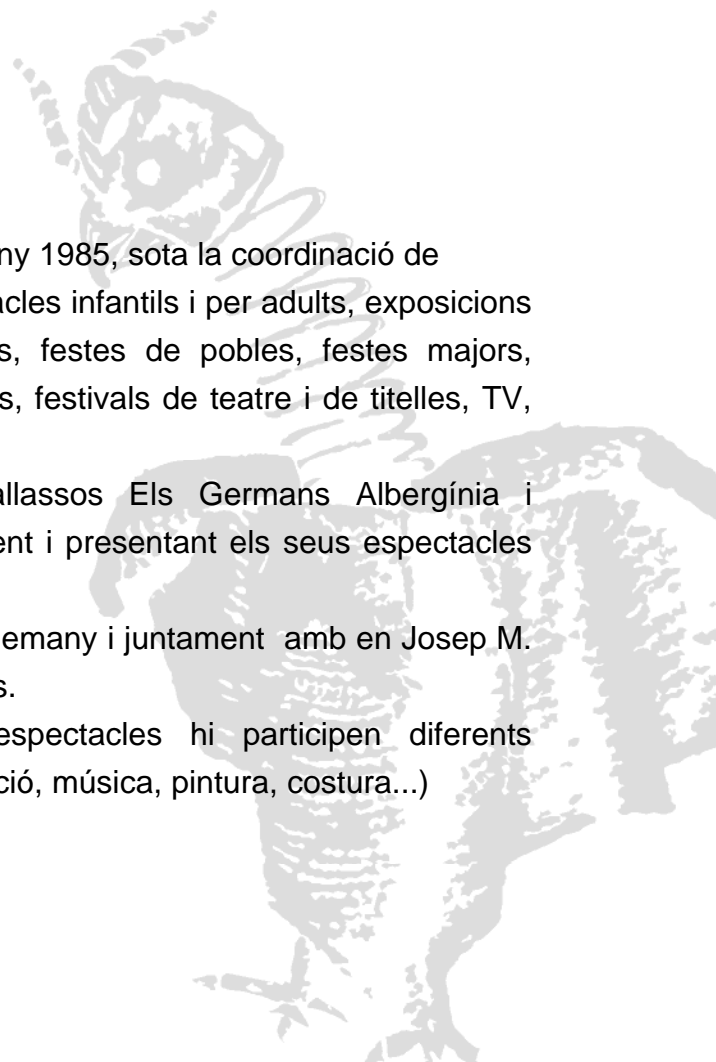 ny 1985, sota la coordinació de
acles infantils i per adults, exposicions
s, festes de pobles, festes majors,
s, festivals de teatre i de titelles, TV,
allassos Els Germans Albergínia i
ent i presentant els seus espectacles
emany i juntament amb en Josep M.
s.
espectacles hi participen diferents
ció, música, pintura, costura...)